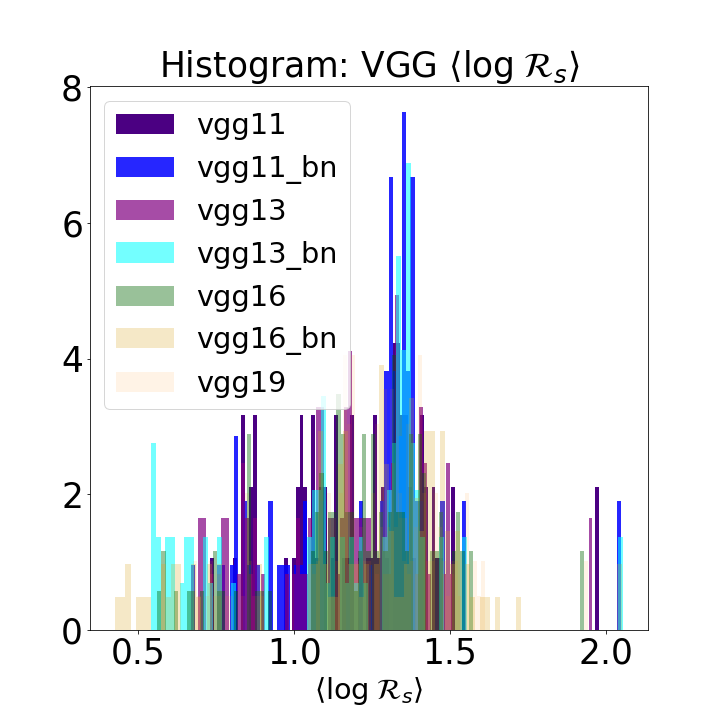 Histogram: VGG ⟨log ℛₛ⟩
8
6
4
2
0
vgg11
vgg11_bn
vgg13
vgg13_bn
vgg16
vgg16_bn
vgg19
0.5 1.0 1.5 2.0
⟨log ℛₛ⟩